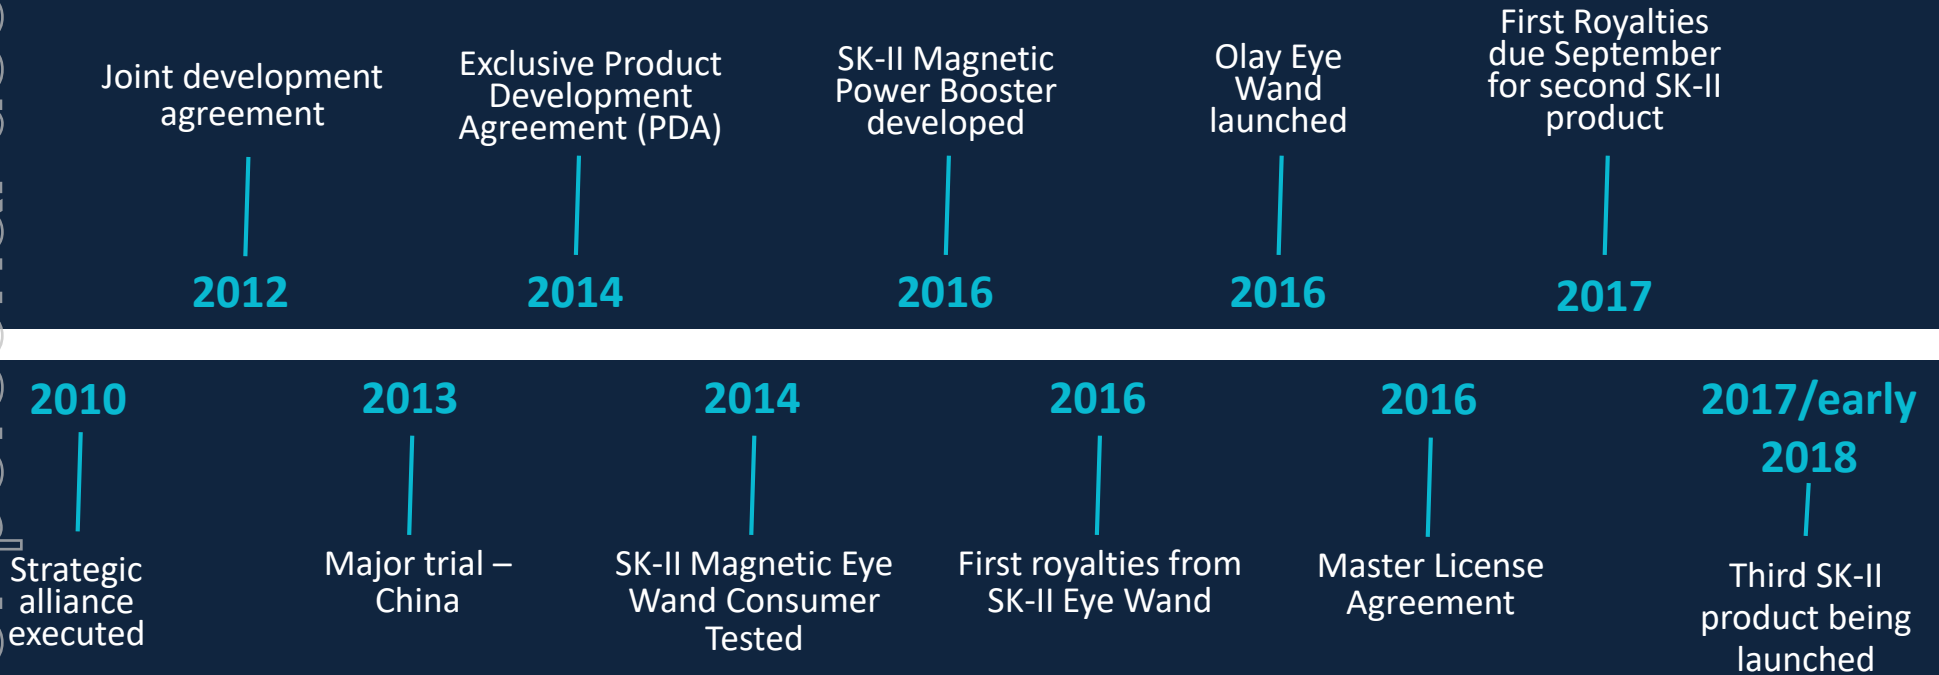 Joint development
agreement
2012
Exclusive Product
Development
Agreement (PDA)
2014
SK-II Magnetic
Power Booster
developed
2016
Olay Eye
Wand
launched
2016
First Royalties
due September
for second SK-II
product
2017
2010
Strategic
alliance
executed
2013
Major trial –
China
2014
SK-II Magnetic Eye
Wand Consumer
Tested
2016
First royalties from
SK-II Eye Wand
2016
Master License
Agreement
2017/early
2018
Third SK-II
product being
launched